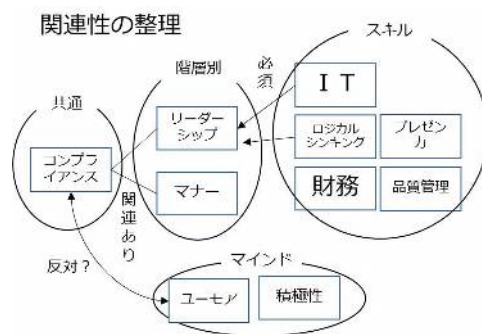 関連性の整理
スキル
階層別
必須
ＩＴ
共通
リーダー
シップ
ロジカル
シンキング
プレゼン
力
コンプラ
イアンス
マナー
財務
品質管理
関連あり
反対？
マインド
ユーモア
積極性